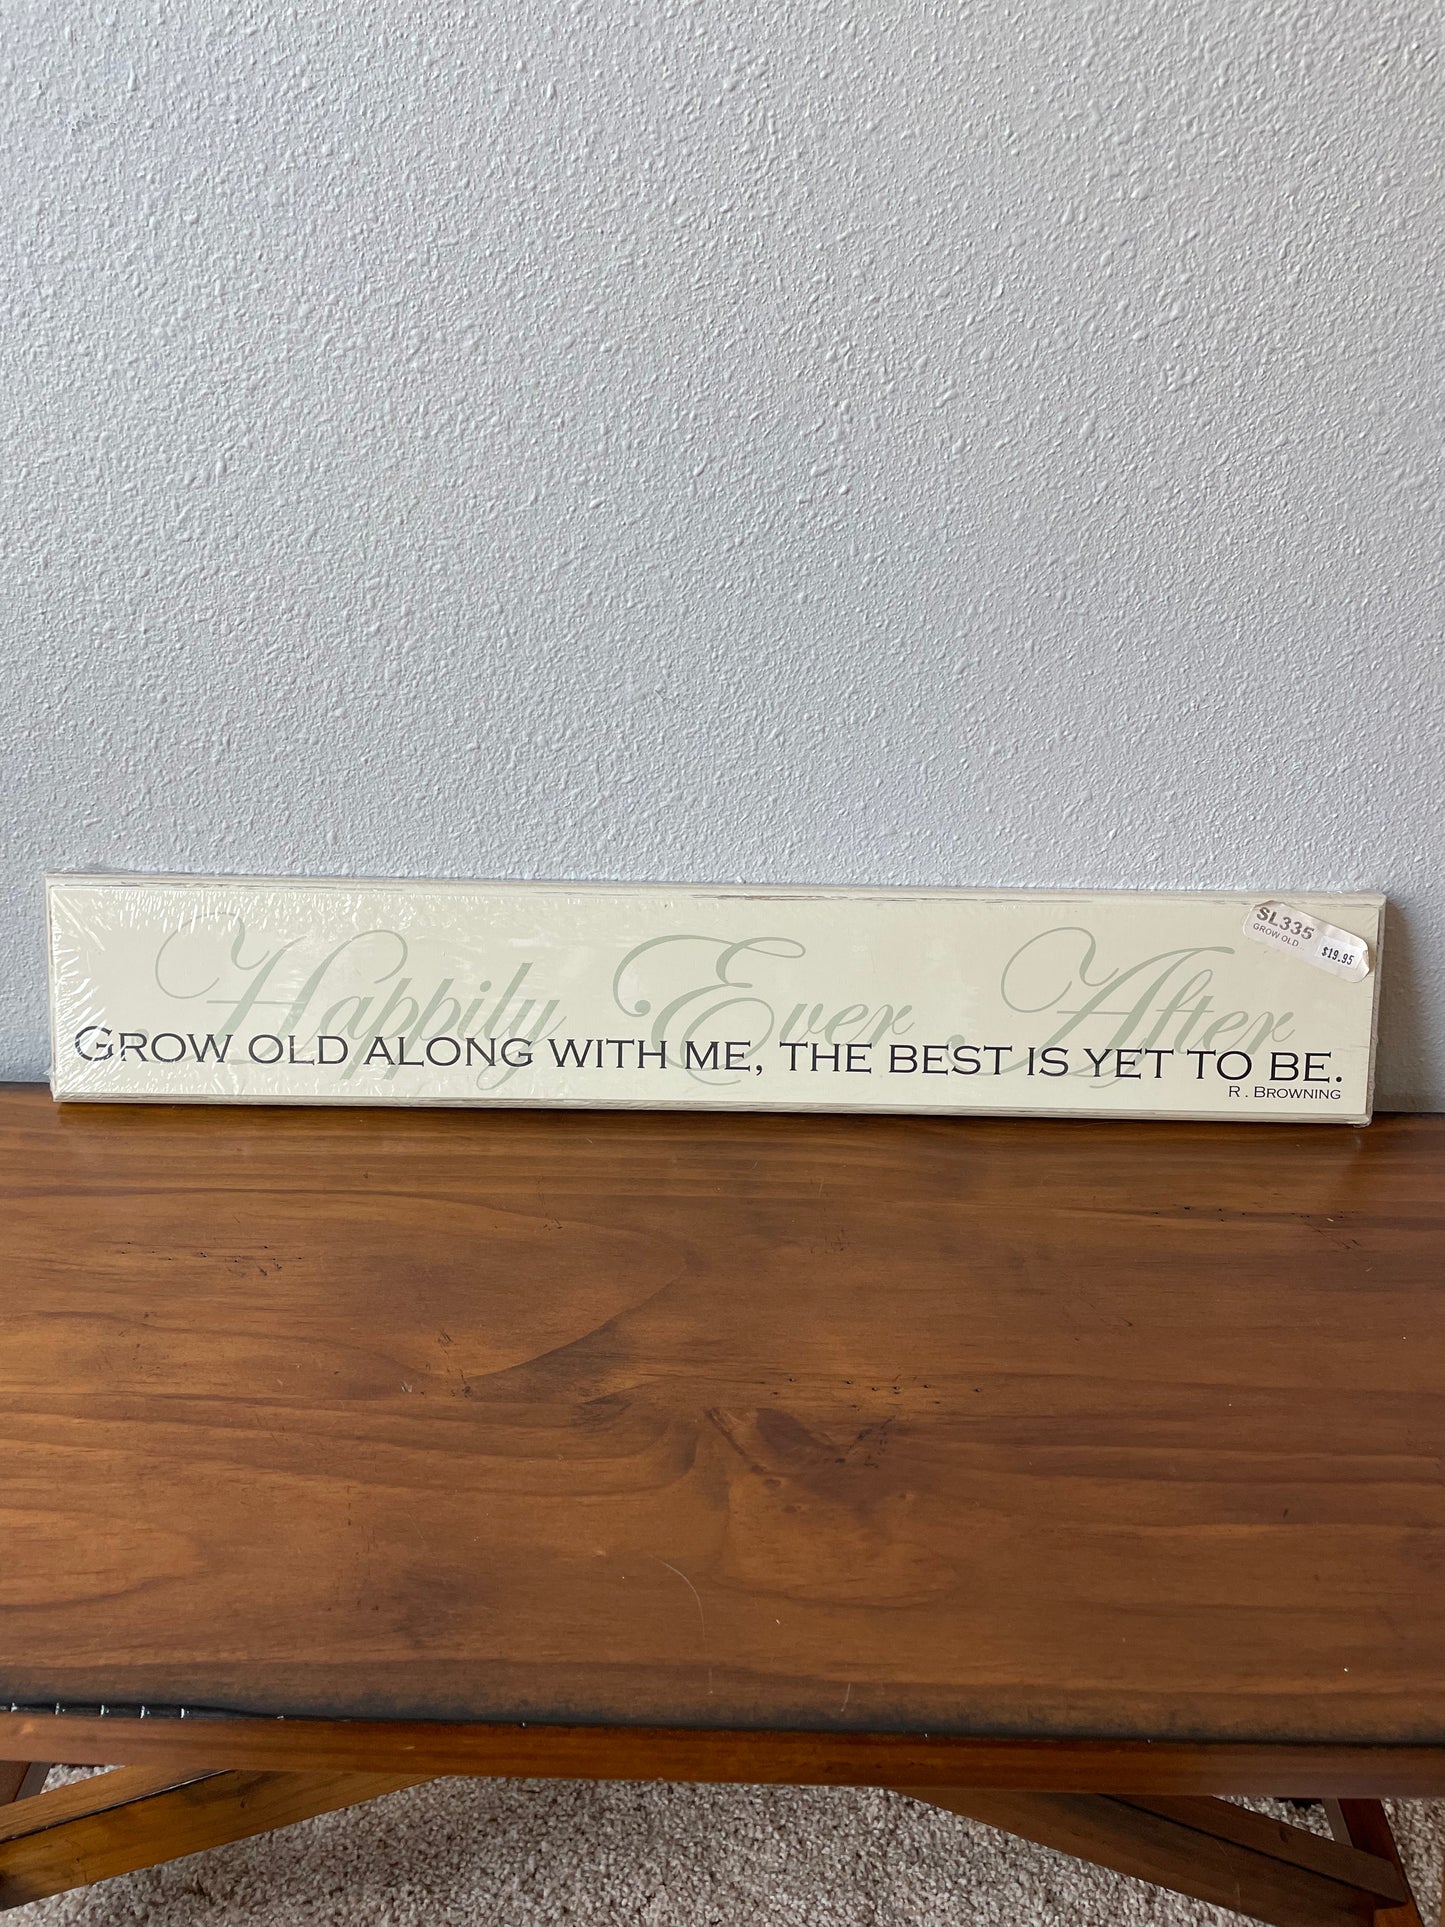 Happily Ever After
GROW OLD ALONG WITH ME, THE BEST IS YET TO BE.
R . BROWNING
SL335
GROW OLD...
$19.95